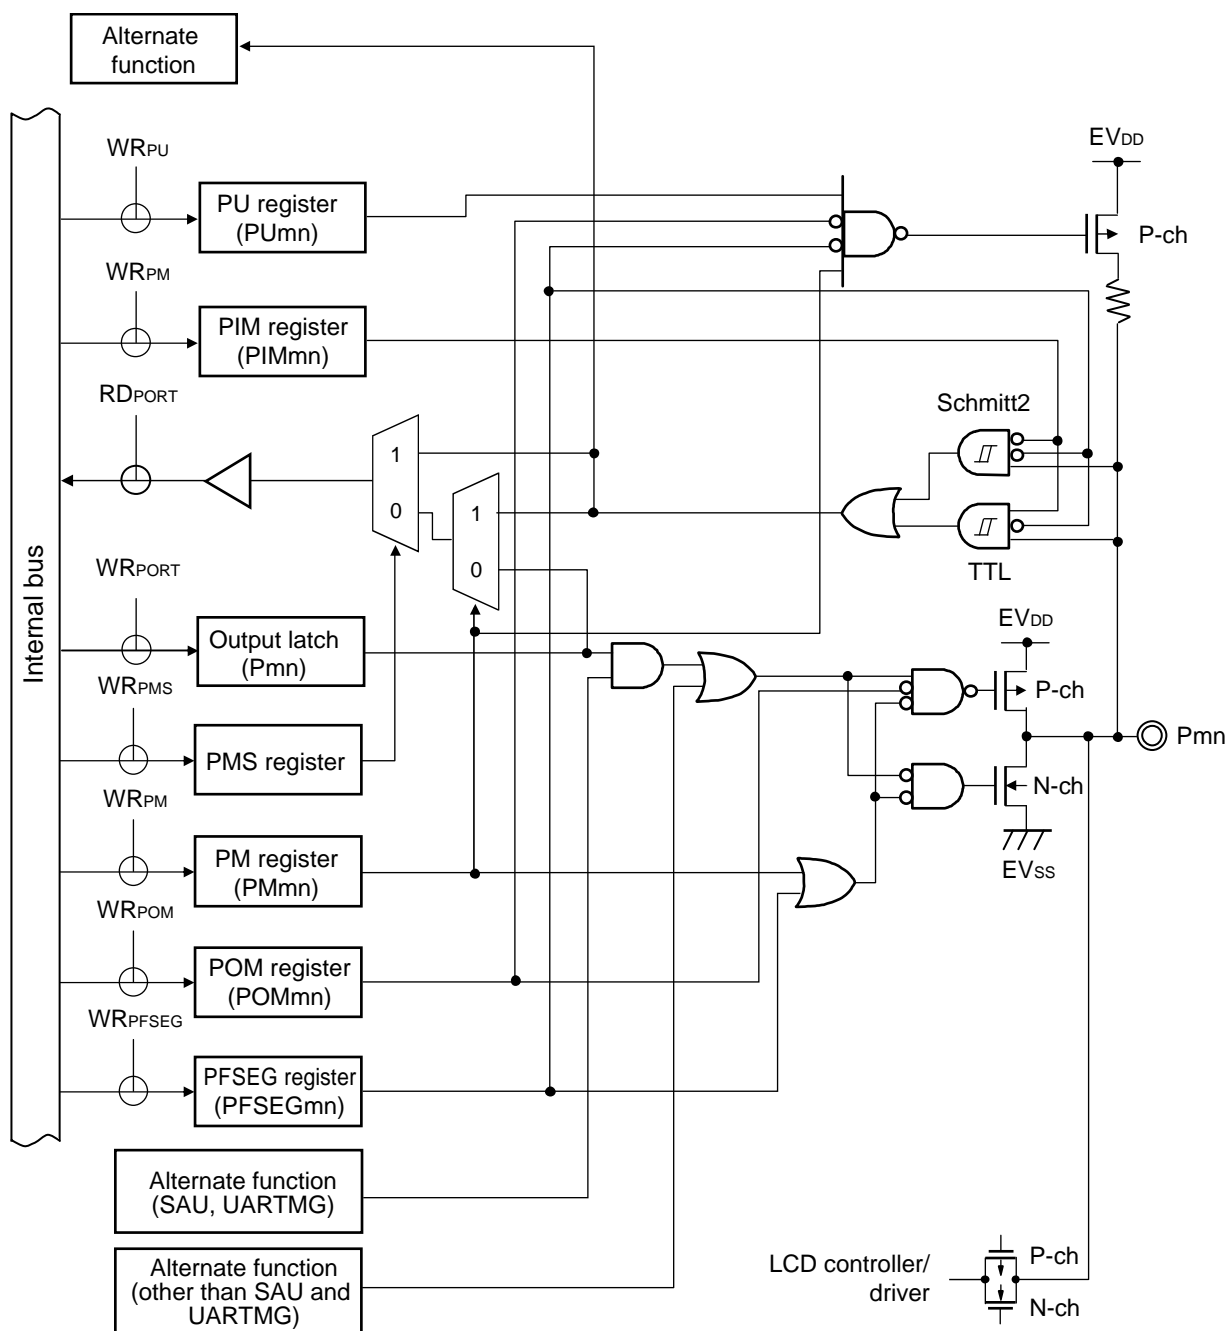 Alternate
function
WRPU
EVDD
PU register
(PUmn)
P-ch
WRPM
PIM register
(PIMmn)
RDPORT
Schmitt2
1
0
1
0
TTL
Internal bus
WRPORT
EVDD
Output latch
(Pmn)
WRPMS
P-ch
Pmn
PMS register
N-ch
WRPM
PM register
(PMmn)
EVSS
WRPOM
POM register
(POMmn)
WRPFSEG
PFSEG register
(PFSEGmn)
Alternate function
(SAU, UARTMG)
Alternate function
(other than SAU and
UARTMG)
LCD controller/
driver
P-ch
N-ch